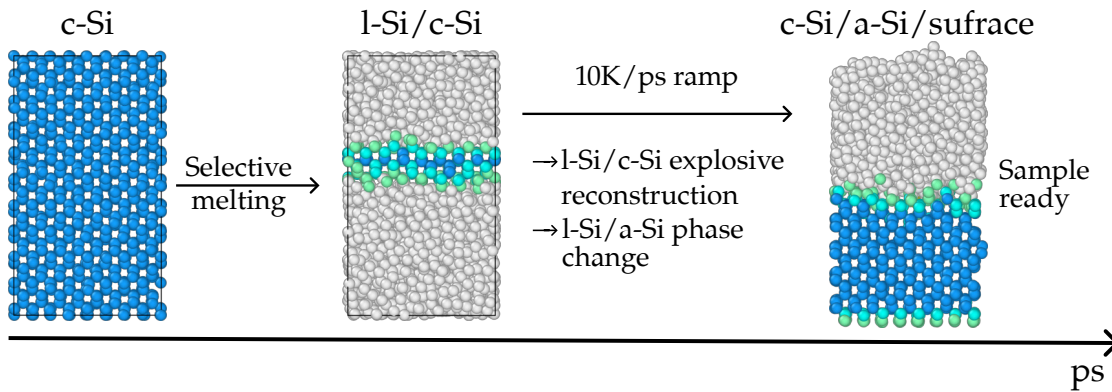 c-Si
l-Si/c-Si
c-Si/a-Si/sufrace
Selective
melting
10K/ps ramp
→l-Si/c-Si explosive
reconstruction
→l-Si/a-Si phase
change
Sample
ready
ps